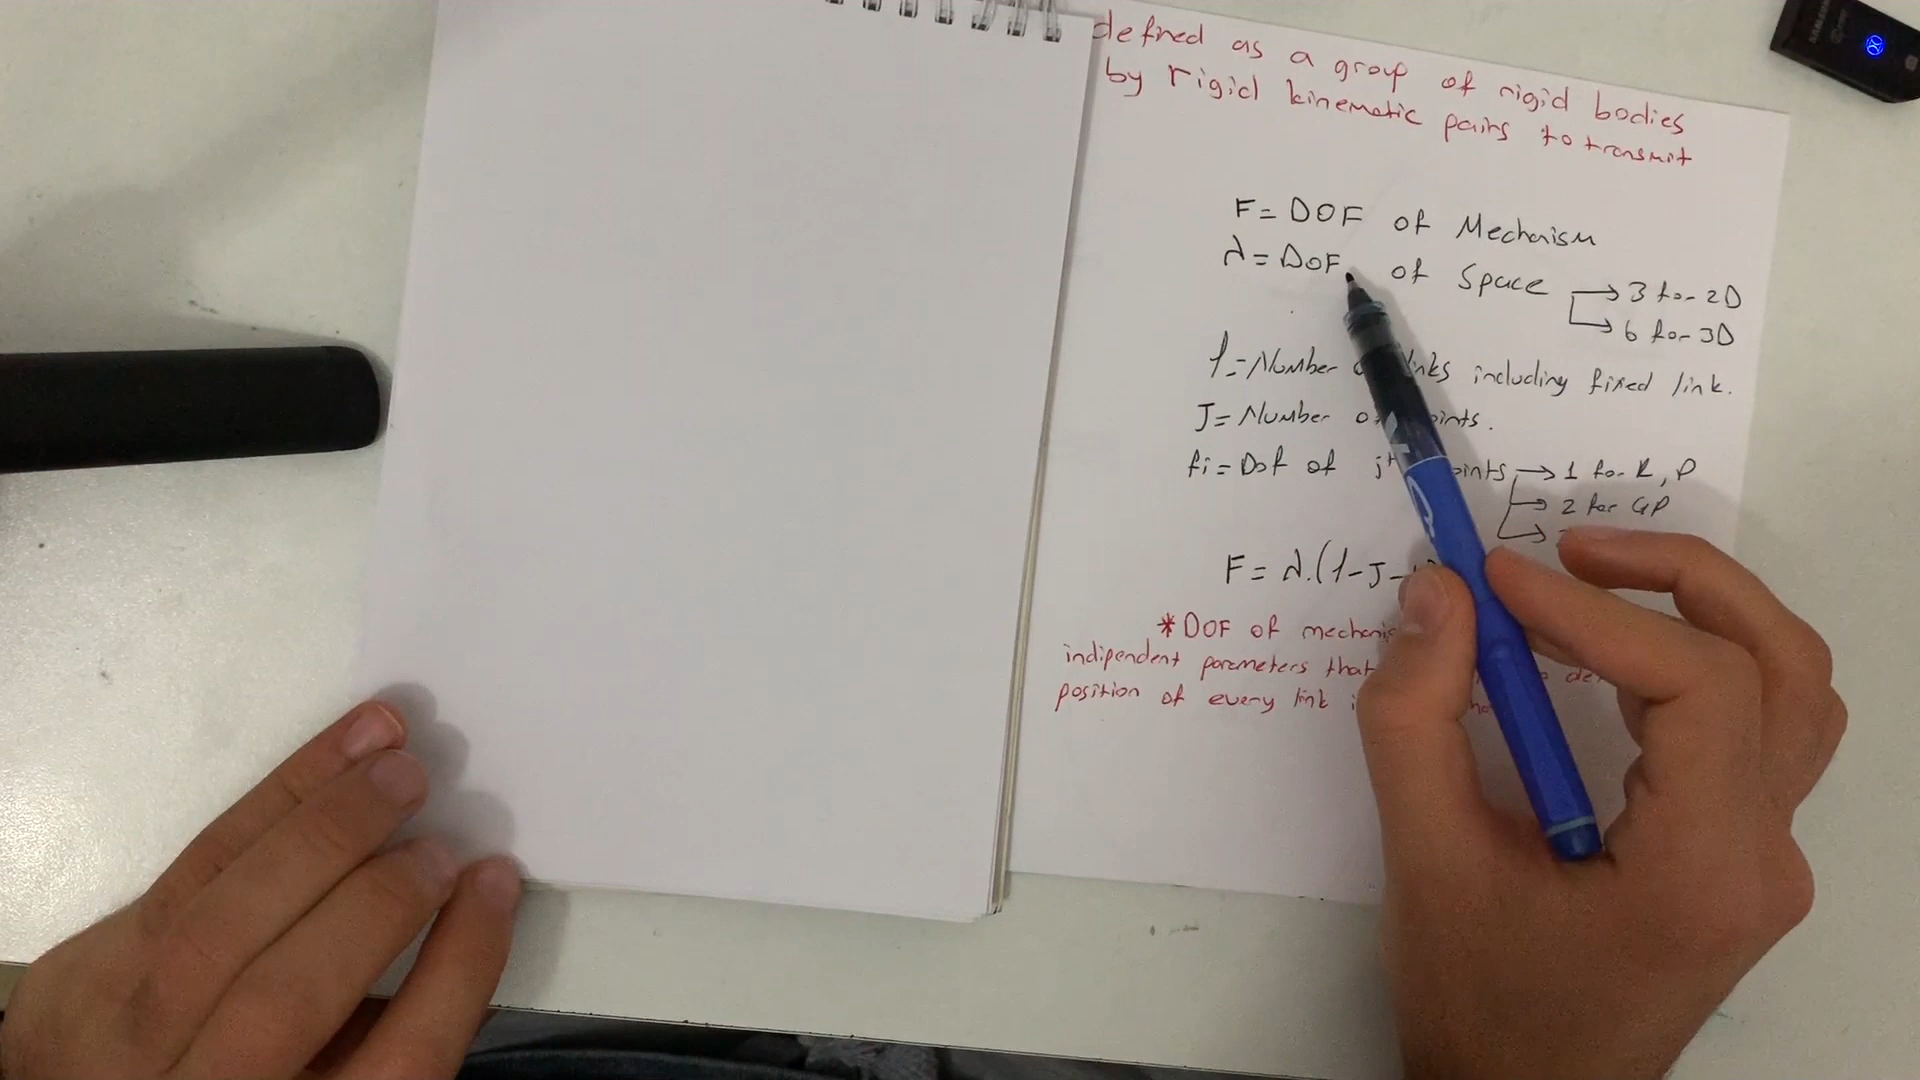 defined as a group of rigid bodies
by rigid kinematic pairs to transmit
F = DOF of Mechanism
λ = DoF of Space → 3 for 2D
→ 6 for 3D
l = Number links including fixed link.
J = Number of
fi = Dof of → 1 for R, P
→ 2 for GP
F = λ.(l-J-
*DOF of
indipendent parameters that
position of every link
SAMSUNG